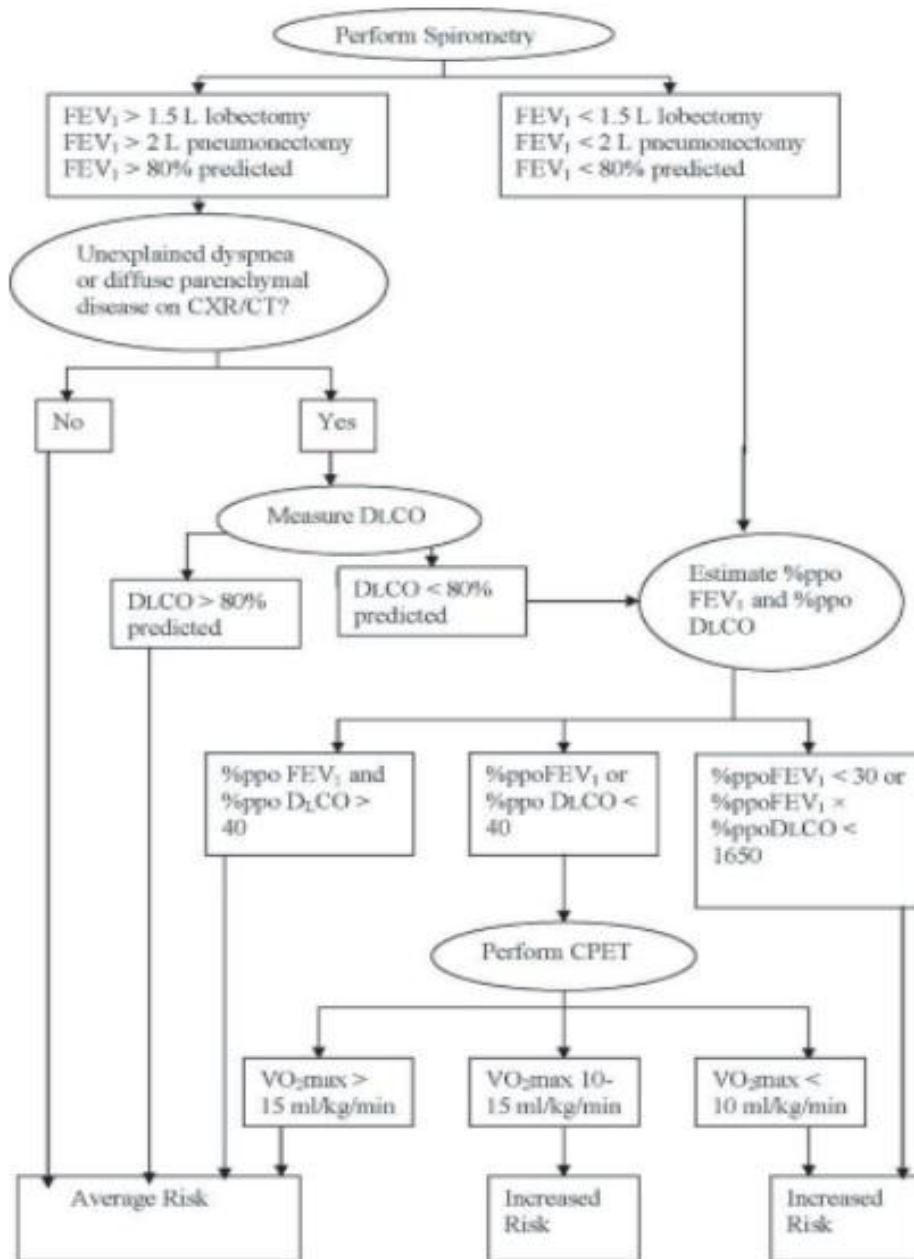 Perform Spirometry
FEV₁ > 1.5 L lobectomy
FEV₁ > 2 L pneumonectomy
FEV₁ > 80% predicted
FEV₁ < 1.5 L lobectomy
FEV₁ < 2 L pneumonectomy
FEV₁ < 80% predicted
Unexplained dyspnea
or diffuse parenchymal
disease on CXR/CT?
No
Yes
Measure DLCO
DLCO > 80%
predicted
DLCO < 80%
predicted
Estimate %ppo
FEV₁ and %ppo
DLCO
%ppo FEV₁ and
%ppo DLCO >
40
%ppoFEV₁ or
%ppo DLCO <
40
%ppoFEV₁ < 30 or
%ppoFEV₁ ×
%ppoDLCO <
1650
Perform CPET
VO₂max >
15 ml/kg/min
VO₂max 10-
15 ml/kg/min
VO₂max <
10 ml/kg/min
Average Risk
Increased
Risk
Increased
Risk